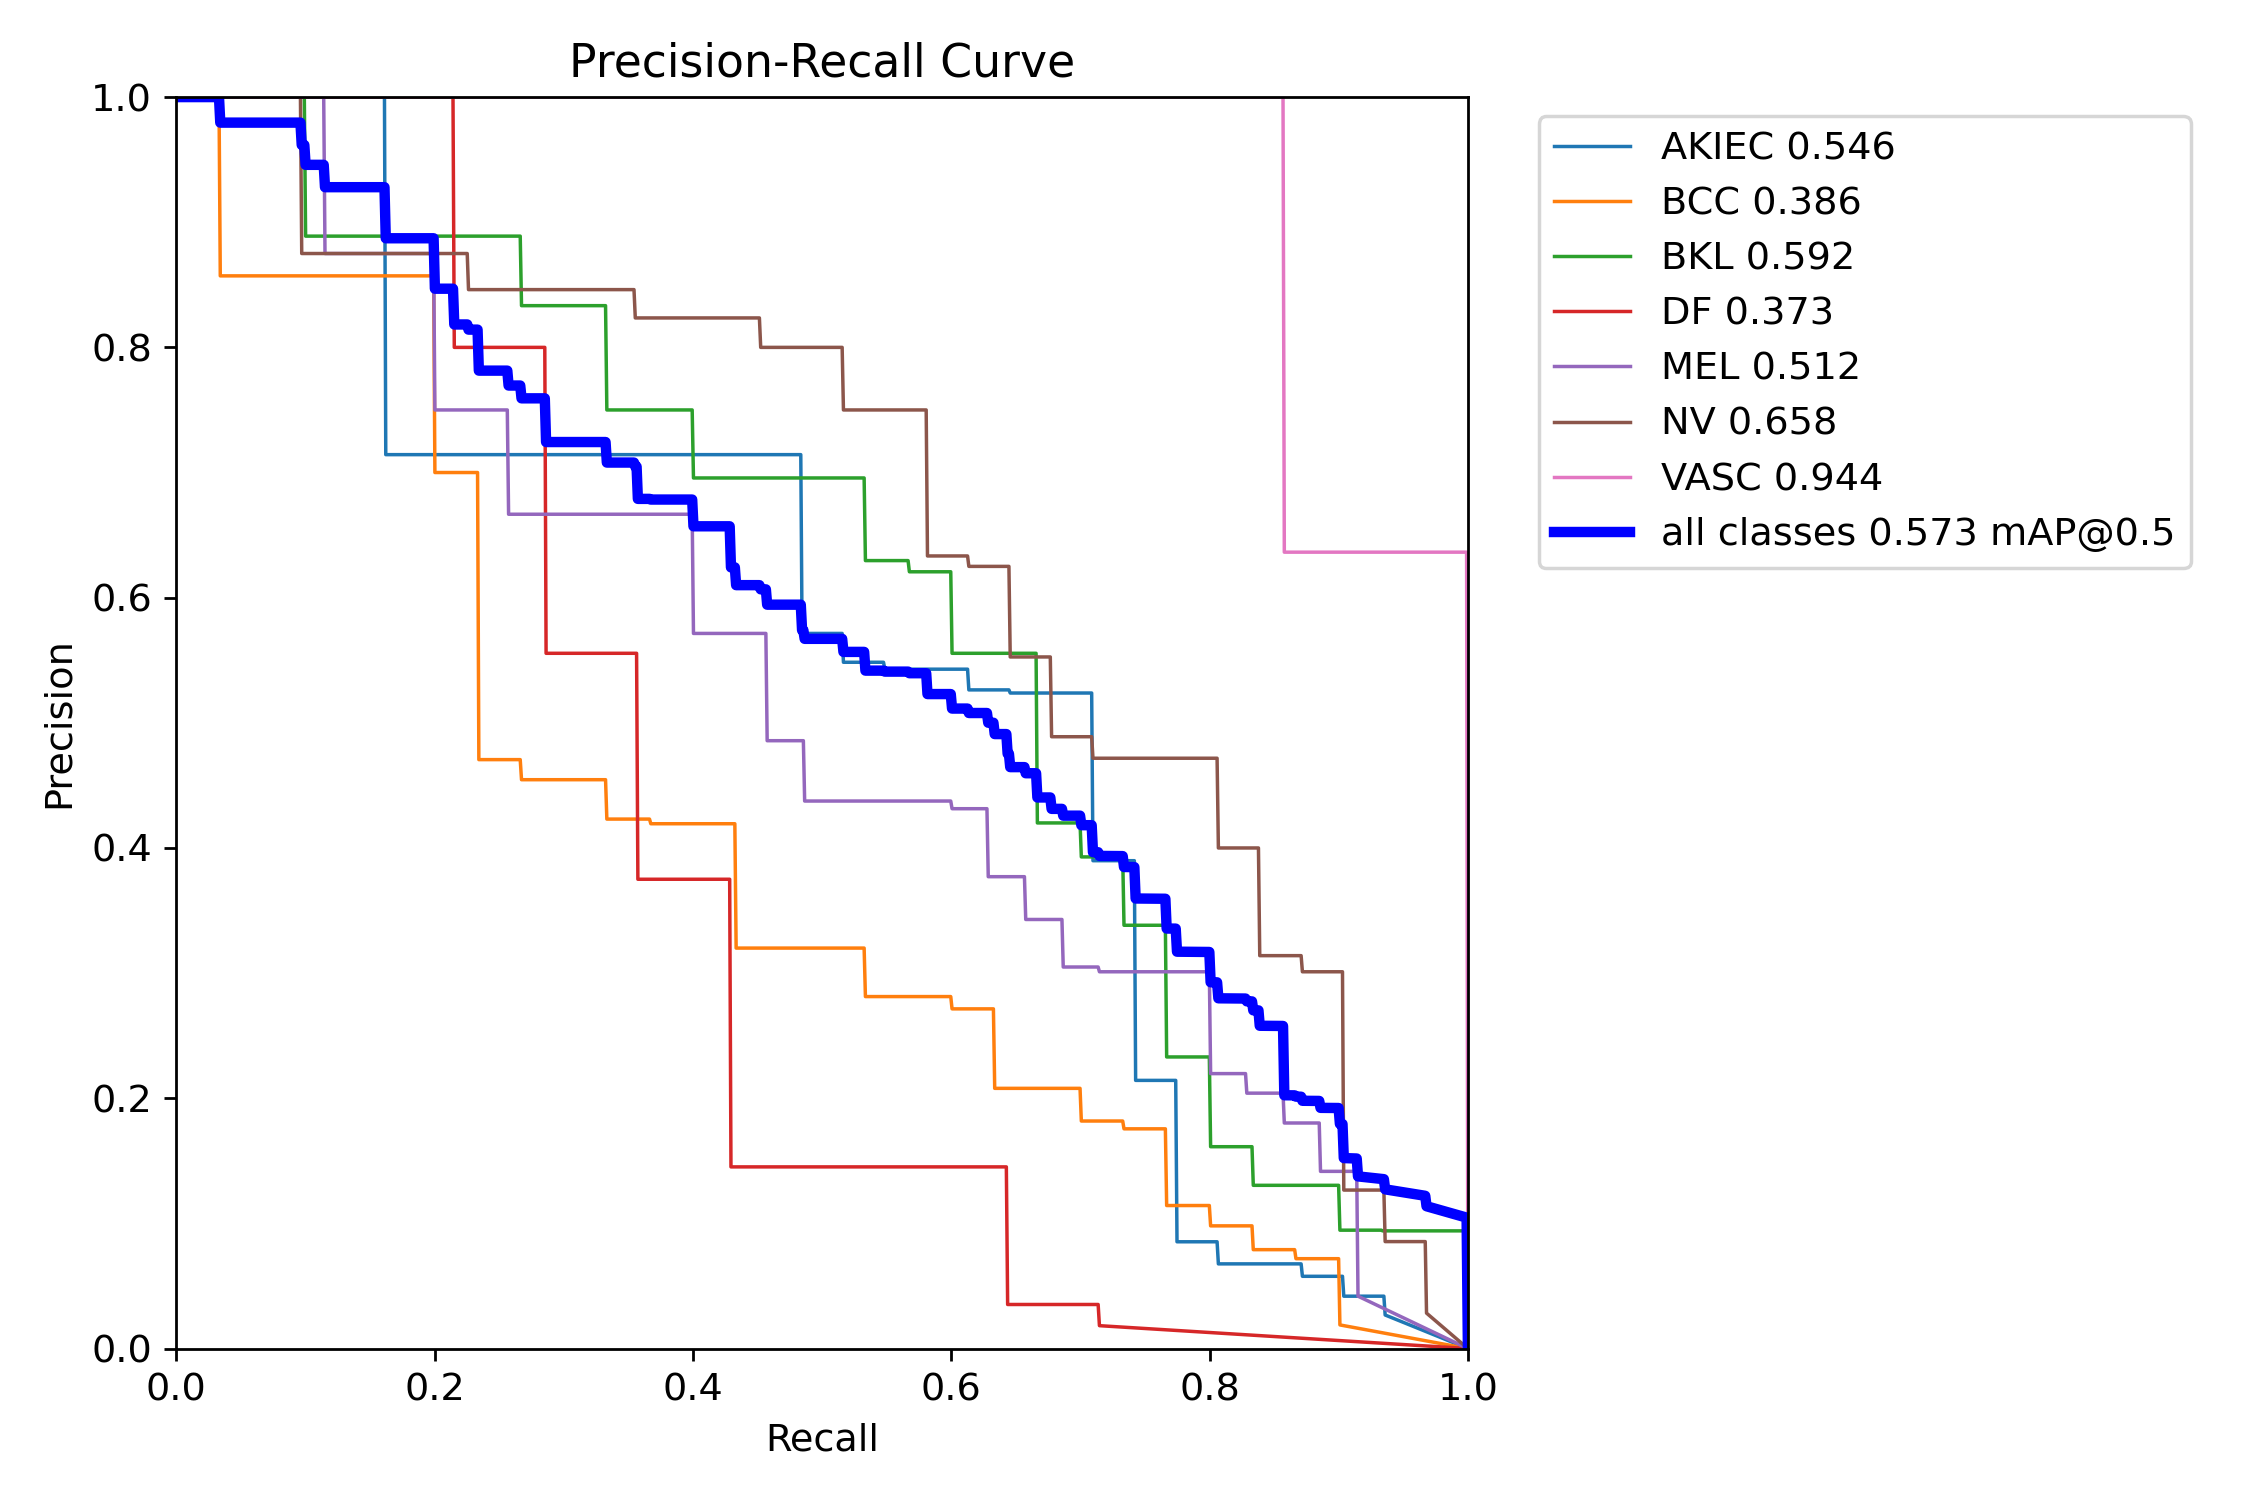 Precision-Recall Curve
1.0
0.8
0.6
0.4
0.2
0.0
Precision
0.0 0.2 0.4 0.6 0.8 1.0
Recall
AKIEC 0.546
BCC 0.386
BKL 0.592
DF 0.373
MEL 0.512
NV 0.658
VASC 0.944
all classes 0.573 mAP@0.5